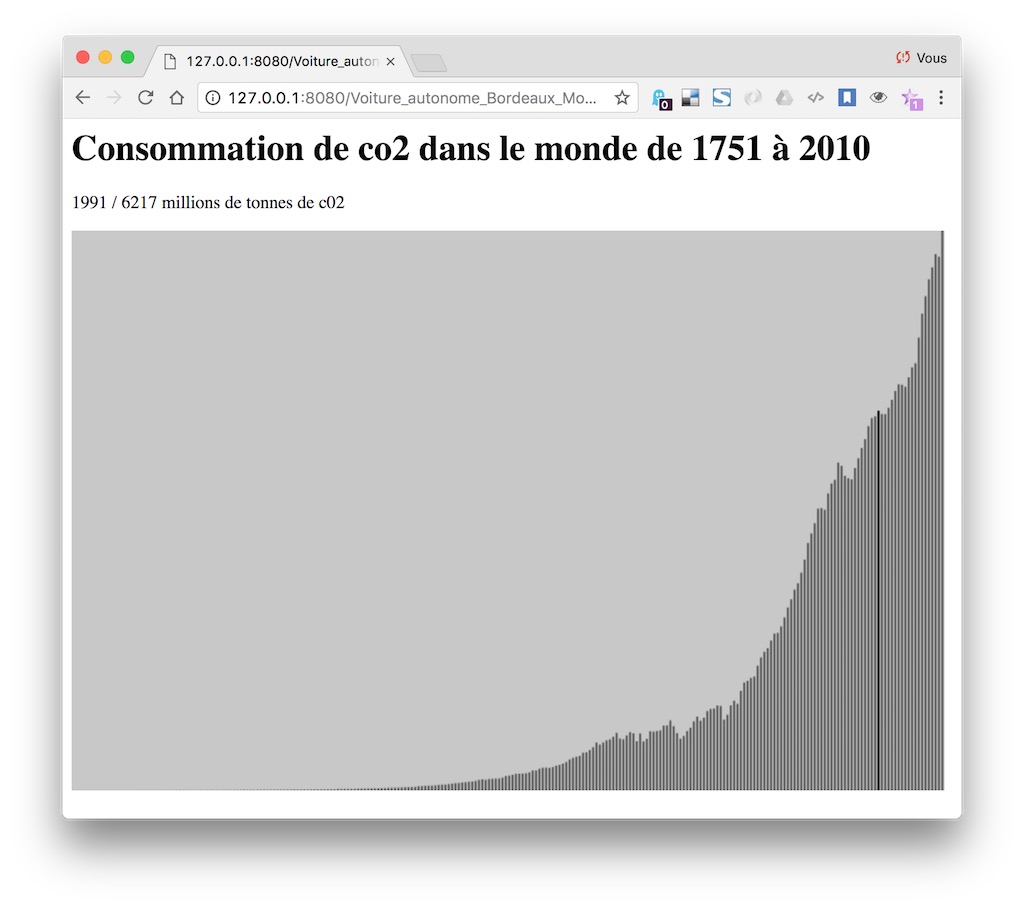 127.0.0.1:8080/Voiture_auton
Vous
127.0.0.1:8080/Voiture_autonome_Bordeaux_Mo...
0
S
1
Consommation de co2 dans le monde de 1751 à 2010
1991 / 6217 millions de tonnes de c02